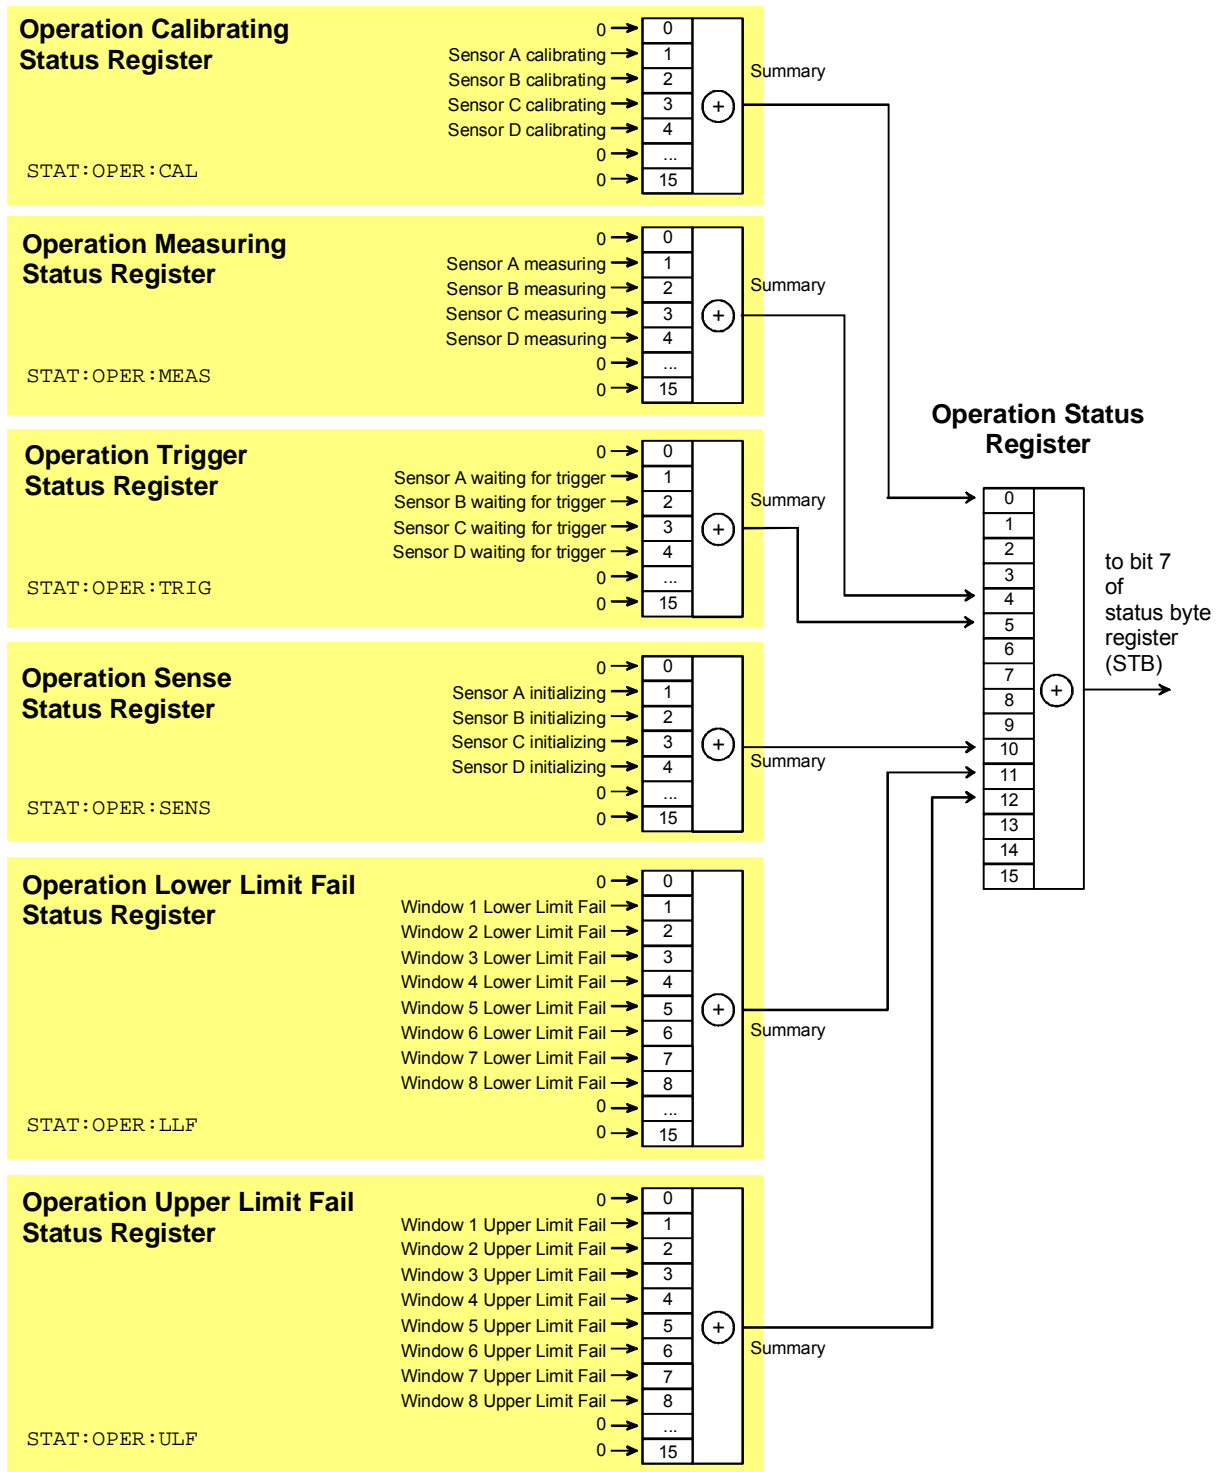 Operation Calibrating
Status Register
STAT:OPER:CAL
0 0
Sensor A calibrating 1
Sensor B calibrating 2
Sensor C calibrating 3
Sensor D calibrating 4
0 ...
0 15
+
Summary
Operation Measuring
Status Register
STAT:OPER:MEAS
0 0
Sensor A measuring 1
Sensor B measuring 2
Sensor C measuring 3
Sensor D measuring 4
0 ...
0 15
+
Summary
Operation Trigger
Status Register
STAT:OPER:TRIG
0 0
Sensor A waiting for trigger 1
Sensor B waiting for trigger 2
Sensor C waiting for trigger 3
Sensor D waiting for trigger 4
0 ...
0 15
+
Summary
Operation Sense
Status Register
STAT:OPER:SENS
0 0
Sensor A initializing 1
Sensor B initializing 2
Sensor C initializing 3
Sensor D initializing 4
0 ...
0 15
+
Summary
Operation Lower Limit Fail
Status Register
STAT:OPER:LLF
0 0
Window 1 Lower Limit Fail 1
Window 2 Lower Limit Fail 2
Window 3 Lower Limit Fail 3
Window 4 Lower Limit Fail 4
Window 5 Lower Limit Fail 5
Window 6 Lower Limit Fail 6
Window 7 Lower Limit Fail 7
Window 8 Lower Limit Fail 8
0 ...
0 15
+
Summary
Operation Upper Limit Fail
Status Register
STAT:OPER:ULF
0 0
Window 1 Upper Limit Fail 1
Window 2 Upper Limit Fail 2
Window 3 Upper Limit Fail 3
Window 4 Upper Limit Fail 4
Window 5 Upper Limit Fail 5
Window 6 Upper Limit Fail 6
Window 7 Upper Limit Fail 7
Window 8 Upper Limit Fail 8
0 ...
0 15
+
Summary
Operation Status
Register
0
1
2
3
4
5
6
7
8
9
10
11
12
13
14
15
+
to bit 7
of
status byte
register
(STB)